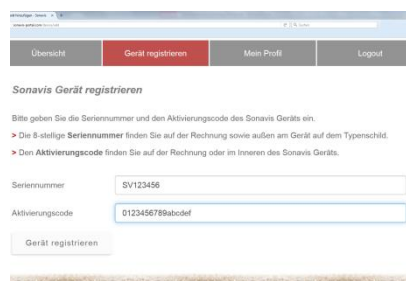 Übersicht Gerät registrieren Mein Profil Logout
Sonavis Gerät registrieren
Bitte geben Sie die Seriennummer und den Aktivierungscode des Sonavis Geräts ein.
> Die 8-stellige Seriennummer finden Sie auf der Rechnung sowie außen am Gerät auf dem Typenschild.
> Den Aktivierungscode finden Sie auf der Rechnung oder im Inneren des Sonavis Geräts.
Seriennummer SV123456
Aktivierungscode 0123456789abcdef
Gerät registrieren